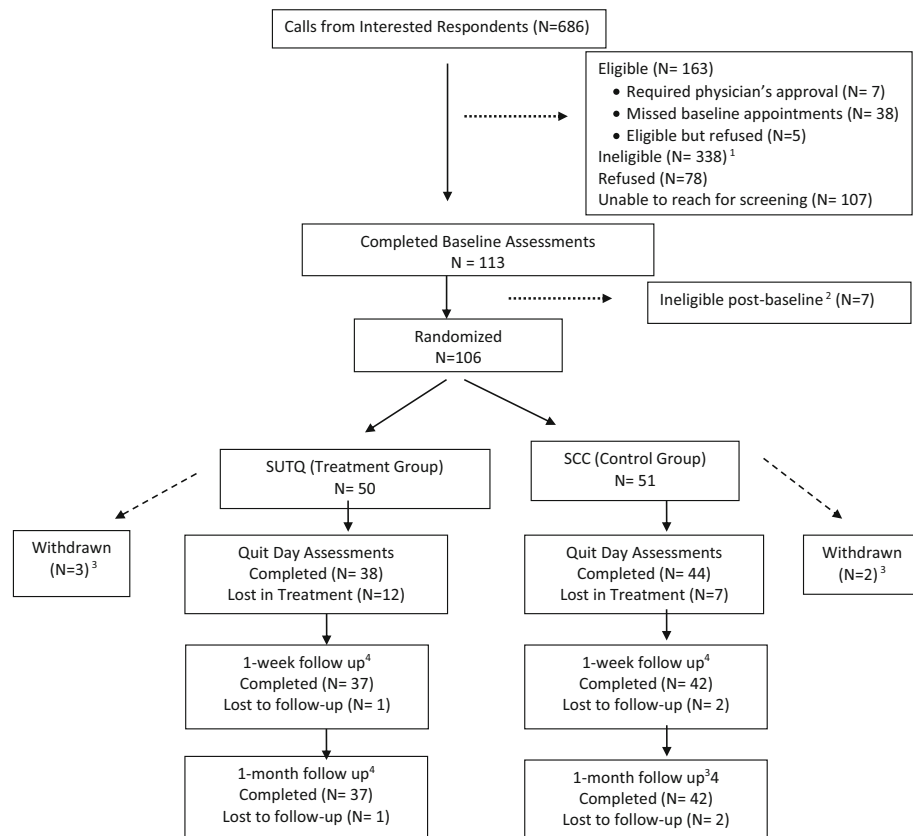 Calls from Interested Respondents (N=686)
Eligible (N= 163)
• Required physician's approval (N= 7)
• Missed baseline appointments (N= 38)
• Eligible but refused (N=5)
Ineligible (N= 338)¹
Refused (N=78)
Unable to reach for screening (N= 107)
Completed Baseline Assessments
N = 113
Ineligible post-baseline² (N=7)
Randomized
N=106
SUTQ (Treatment Group)
N= 50
SCC (Control Group)
N= 51
Withdrawn
(N=3)³
Quit Day Assessments
Completed (N= 38)
Lost in Treatment (N=12)
Quit Day Assessments
Completed (N= 44)
Lost in Treatment (N=7)
Withdrawn
(N=2)³
1-week follow up⁴
Completed (N= 37)
Lost to follow-up (N= 1)
1-week follow up⁴
Completed (N= 42)
Lost to follow-up (N= 2)
1-month follow up⁴
Completed (N= 37)
Lost to follow-up (N= 1)
1-month follow up³4
Completed (N= 42)
Lost to follow-up (N= 2)